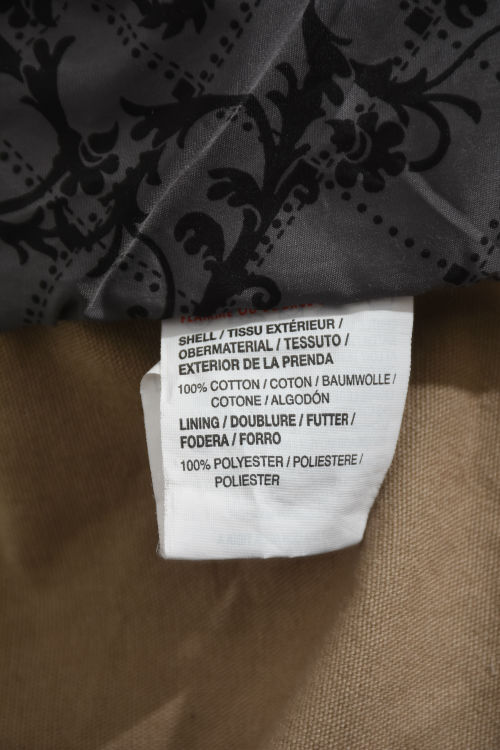 SHELL / TISSU EXTÉRIEUR /
OBERMATERIAL / TESSUTO /
EXTERIOR DE LA PRENDA
100% COTTON / COTON / BAUMWOLLE /
COTONE / ALGODÓN
LINING / DOUBLURE / FUTTER /
FODERA / FORRO
100% POLYESTER / POLIESTERE /
POLIESTER